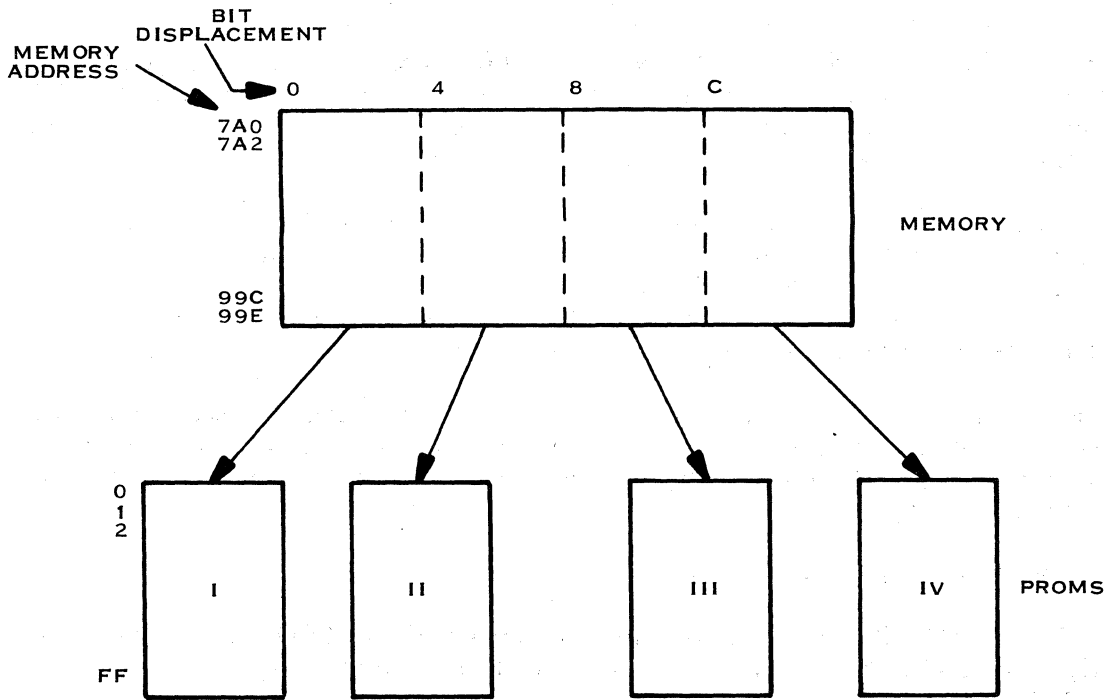 BIT
DISPLACEMENT
MEMORY
ADDRESS
0 4 8 C
7A0
7A2
MEMORY
99C
99E
0
1
2
I II III IV
PROMS
FF